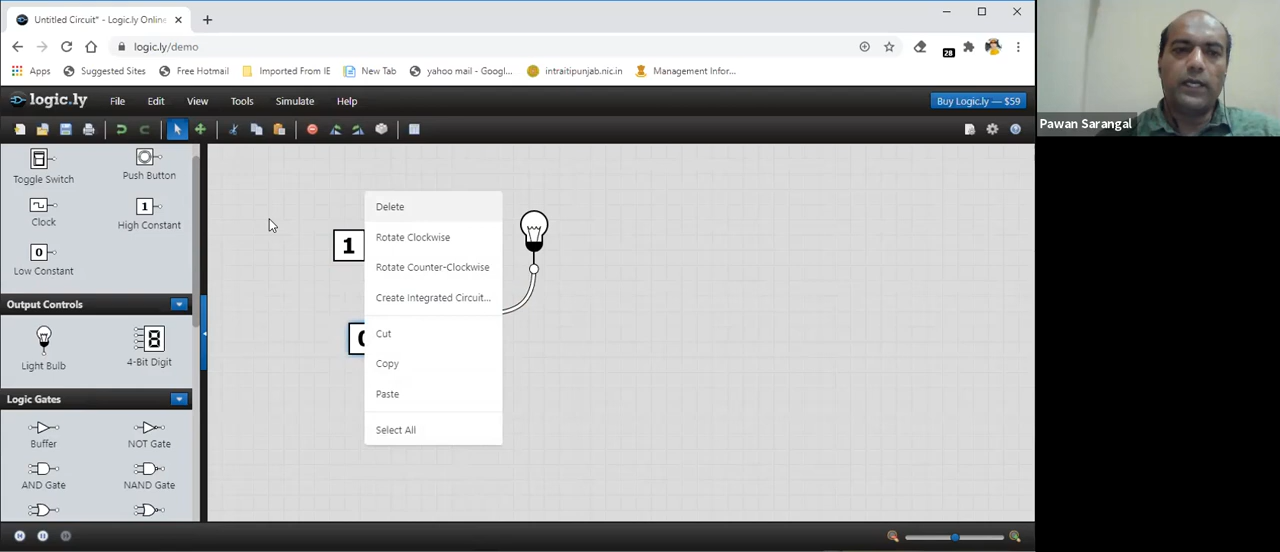 Untitled Circuit* - Logic.ly Online
logic.ly/demo
28
Apps Suggested Sites Free Hotmail Imported From IE New Tab yahoo mail - Googl... intraitipunjab.nic.in Management Infor...
logic.ly File Edit View Tools Simulate Help Buy Logic.ly — $59
Pawan Sarangal
Toggle Switch Push Button
Clock
1
High Constant
0
Low Constant
Output Controls
Light Bulb 4-Bit Digit
Logic Gates
Buffer NOT Gate
AND Gate NAND Gate
1
Delete
Rotate Clockwise
Rotate Counter-Clockwise
Create Integrated Circuit...
Cut
Copy
Paste
Select All